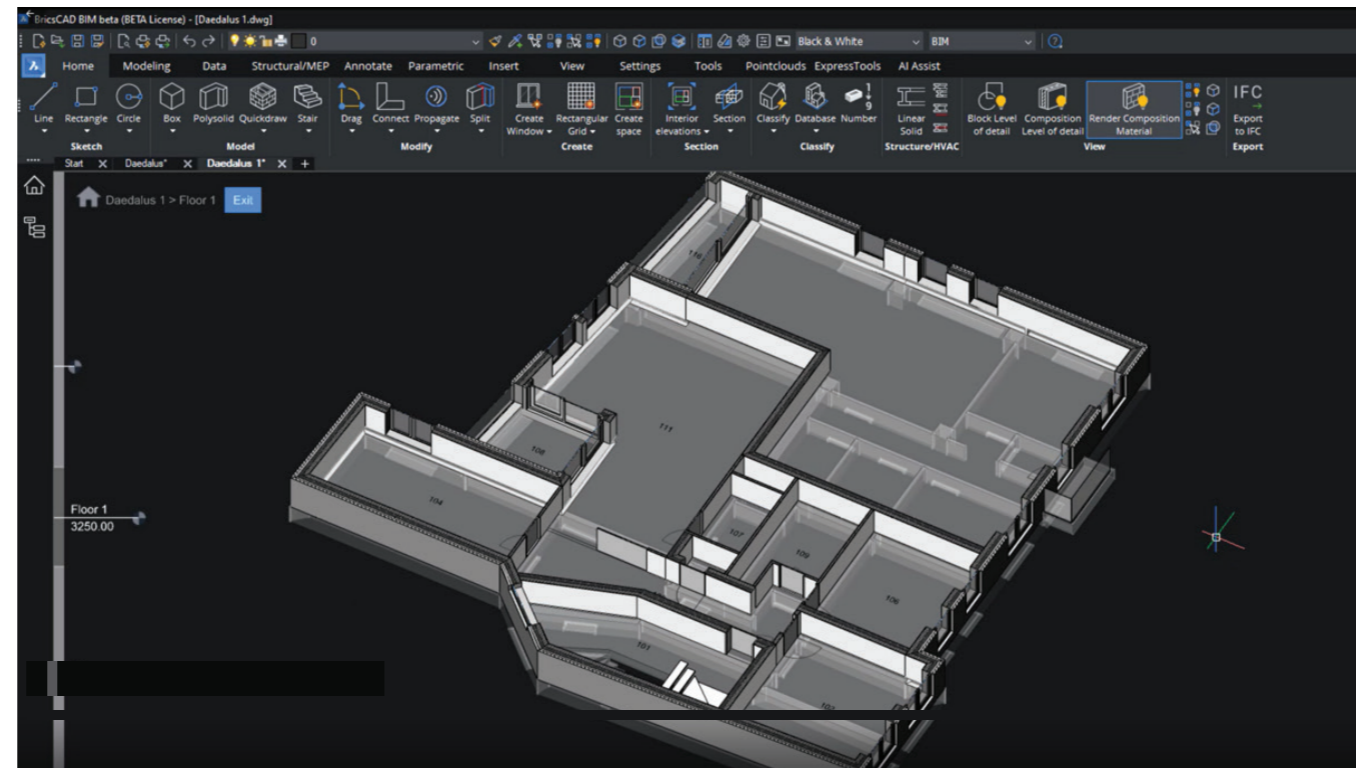 BricsCAD BIM beta (BETA License) - [Daedalus 1.dwg]
0 Black & White BIM
Home Modeling Data Structural/MEP Annotate Parametric Insert View Settings Tools Pointclouds ExpressTools AI Assist
Line Rectangle Circle Box Polysolid Quickdraw Stair Drag Connect Propagate Split Create Rectangular Create Interior Section Classify Database Number Linear Block Level Composition Render Composition Export
Window Grid space elevations Solid of detail Level of detail Material to IFC
IFC
1
9
Sketch Model Modify Create Section Classify Structure/HVAC View Export
Start Daedalus* Daedalus 1*
Daedalus 1 > Floor 1 Exit
111
108
104
107
109
106
101
102
Floor 1
3250.00